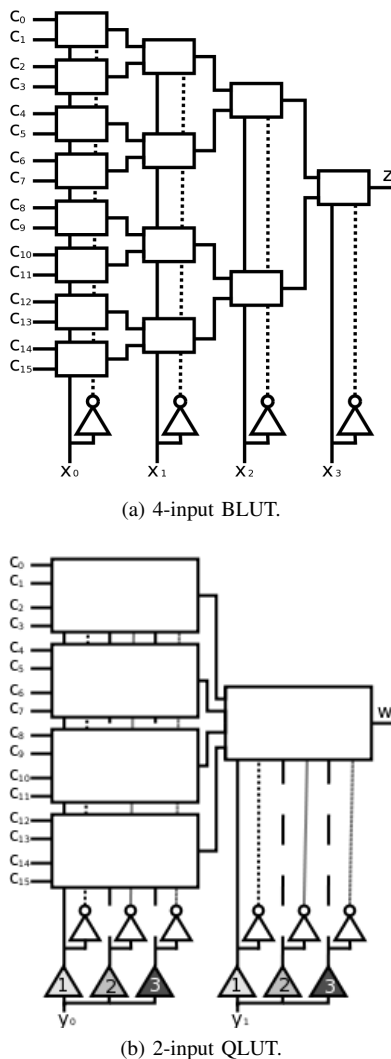 C₀
C₁
C₂
C₃
C₄
C₅
C₆
C₇
C₈
C₉
C₁₀
C₁₁
C₁₂
C₁₃
C₁₄
C₁₅
z
x₀ x₁ x₂ x₃
(a) 4-input BLUT.
C₀
C₁
C₂
C₃
C₄
C₅
C₆
C₇
C₈
C₉
C₁₀
C₁₁
C₁₂
C₁₃
C₁₄
C₁₅
w
1 2 3 1 2 3
y₀ y₁
(b) 2-input QLUT.